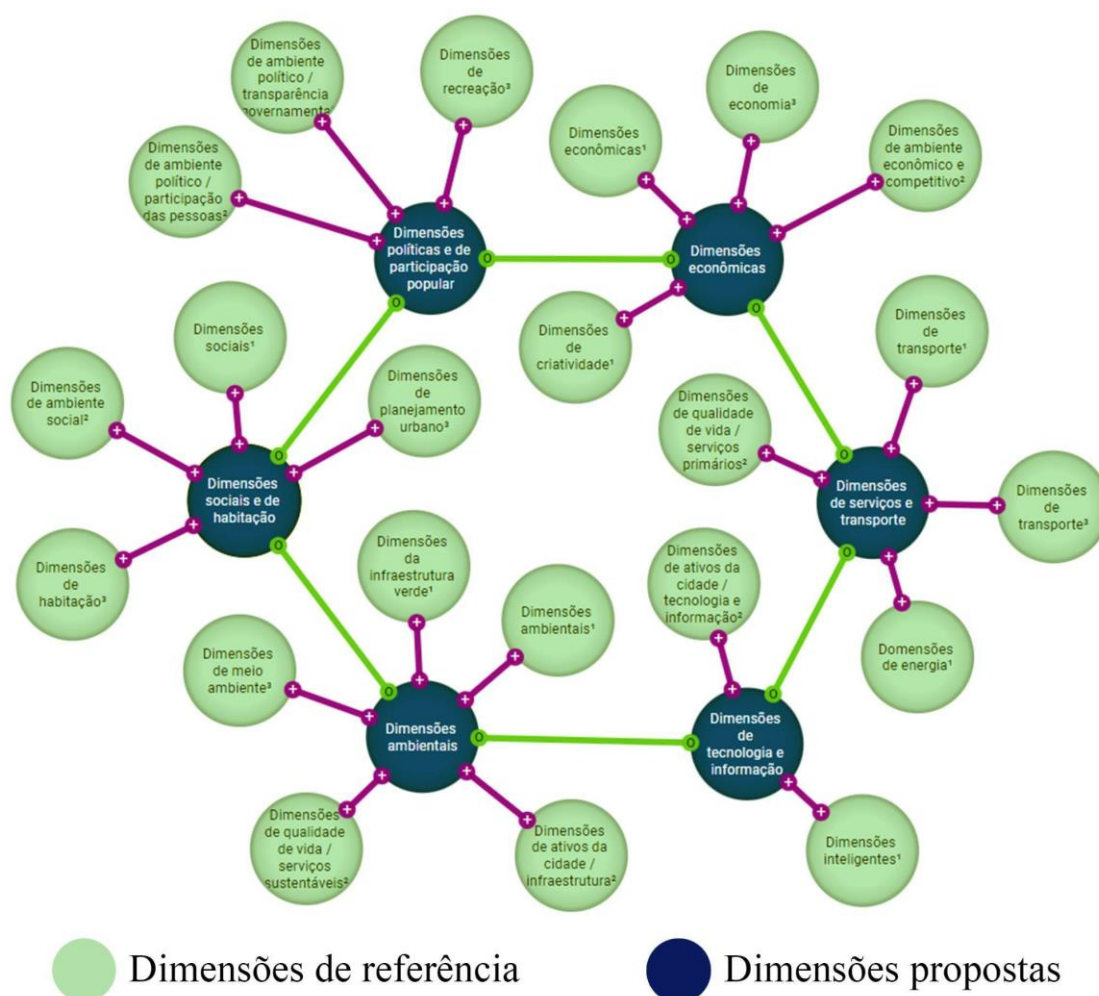 Dimensões
de ambiente
político /
transparência
governamental
Dimensões
de
recreação³
Dimensões
de
economia³
Dimensões
econômicas¹
Dimensões
de ambiente
econômico e
competitivo²
Dimensões
de ambiente
político /
participação
das pessoas²
Dimensões
políticas e de
participação
popular
Dimensões
econômicas
Dimensões
sociais¹
Dimensões
de
criatividade¹
Dimensões
de
transporte¹
Dimensões
de ambiente
social²
Dimensões
de
planejamento
urbano³
Dimensões
de qualidade
de vida /
serviços
primários²
Dimensões
sociais e de
habitação
Dimensões
de serviços e
transporte
Dimensões
de
transporte³
Dimensões
de
habitação³
Dimensões
da
infraestrutura
verde¹
Dimensões
ambientais¹
Dimensões
de ativos da
cidade /
tecnologia e
informação²
Domensões
de energia¹
Dimensões
de meio
ambiente³
Dimensões
ambientais
Dimensões
de
tecnologia e
informação
Dimensões
de qualidade
de vida /
serviços
sustentáveis²
Dimensões
de ativos da
cidade /
infraestrutura²
Dimensões
inteligentes¹
Dimensões de referência
Dimensões propostas